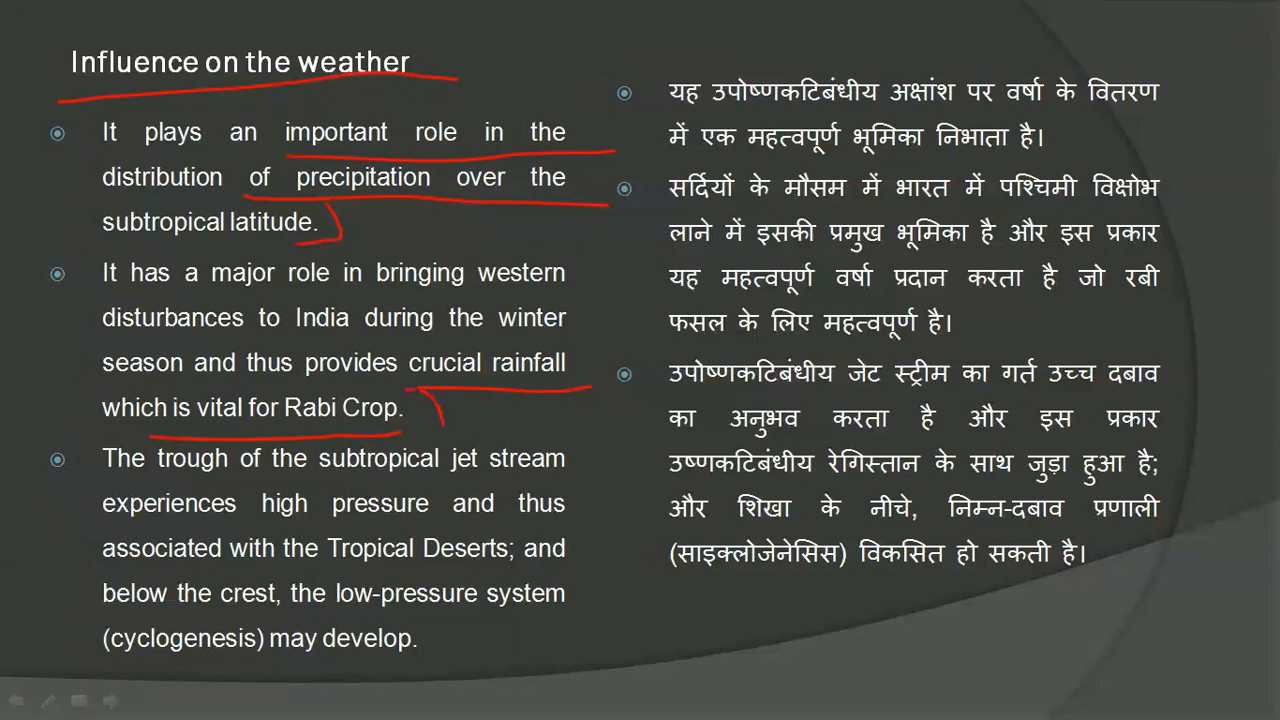 Influence on the weather
It plays an important role in the
distribution of precipitation over the
subtropical latitude.
It has a major role in bringing western
disturbances to India during the winter
season and thus provides crucial rainfall
which is vital for Rabi Crop.
The trough of the subtropical jet stream
experiences high pressure and thus
associated with the Tropical Deserts; and
below the crest, the low-pressure system
(cyclogenesis) may develop.
यह उपोष्णकटिबंधीय अक्षांश पर वर्षा के वितरण
में एक महत्वपूर्ण भूमिका निभाता है।
सर्दियों के मौसम में भारत में पश्चिमी विक्षोभ
लाने में इसकी प्रमुख भूमिका है और इस प्रकार
यह महत्वपूर्ण वर्षा प्रदान करता है जो रबी
फसल के लिए महत्वपूर्ण है।
उपोष्णकटिबंधीय जेट स्ट्रीम का गर्त उच्च दबाव
का अनुभव करता है और इस प्रकार
उष्णकटिबंधीय रेगिस्तान के साथ जुड़ा हुआ है;
और शिखा के नीचे, निम्न-दबाव प्रणाली
(साइक्लोजेनेसिस) विकसित हो सकती है।